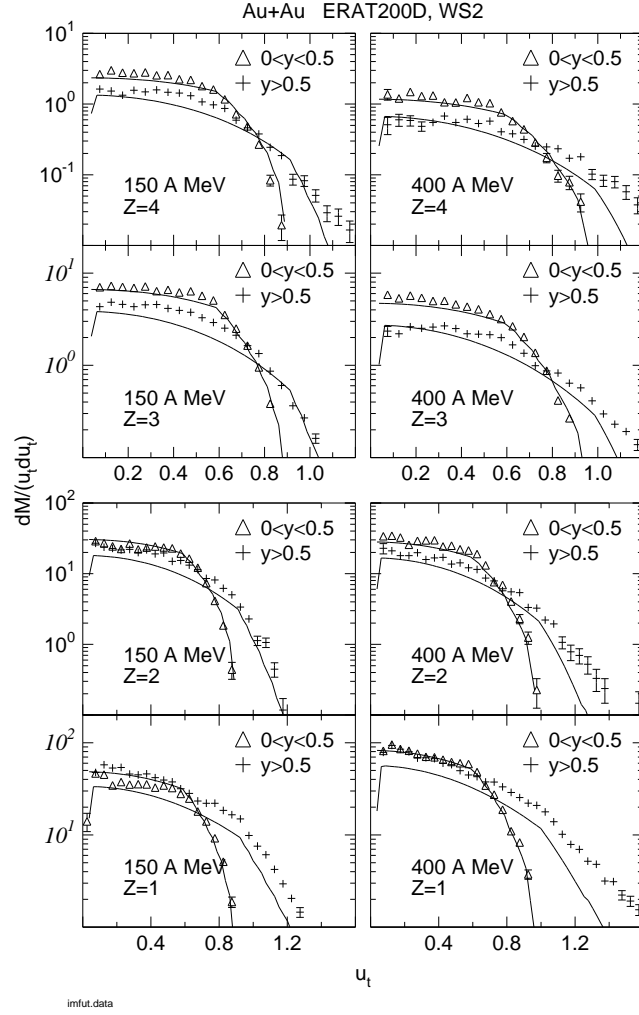 Au+Au ERAT200D, WS2
10^1
10^0
10^-1
△ 0<y<0.5
+ y>0.5
150 A MeV
Z=4
△ 0<y<0.5
+ y>0.5
400 A MeV
Z=4
10^1
10^0
△ 0<y<0.5
+ y>0.5
150 A MeV
Z=3
△ 0<y<0.5
+ y>0.5
400 A MeV
Z=3
0.2 0.4 0.6 0.8 1.0
0.2 0.4 0.6 0.8 1.0
dM/(u_t du_t)
10^2
10^1
10^0
△ 0<y<0.5
+ y>0.5
150 A MeV
Z=2
△ 0<y<0.5
+ y>0.5
400 A MeV
Z=2
10^2
10^1
△ 0<y<0.5
+ y>0.5
150 A MeV
Z=1
△ 0<y<0.5
+ y>0.5
400 A MeV
Z=1
0.4 0.8 1.2
0.4 0.8 1.2
u_t
imfut.data